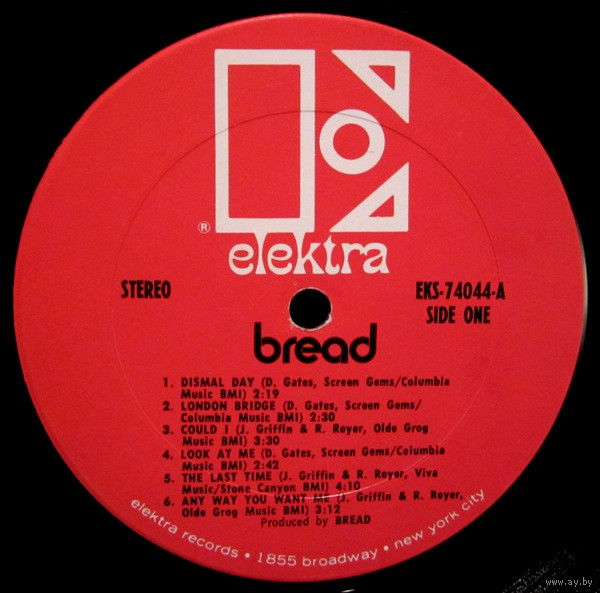 ®
elektra
STEREO
EKS-74044-A
SIDE ONE
bread
1. DISMAL DAY (D. Gates, Screen Gems/Columbia
Music BMI) 2:19
2. LONDON BRIDGE (D. Gates, Screen Gems/
Columbia Music BMI) 2:30
3. COULD I (J. Griffin & R. Royer, Olde Grog
Music BMI) 3:30
4. LOOK AT ME (D. Gates, Screen Gems/Columbia
Music BMI) 2:42
5. THE LAST TIME (J. Griffin & R. Royer, Viva
Music/Stone Canyon BMI) 4:10
6. ANY WAY YOU WANT ME (J. Griffin & R. Royer,
Olde Grog Music BMI) 3:12
Produced by BREAD
elektra records • 1855 broadway • new york city
www.ay.by